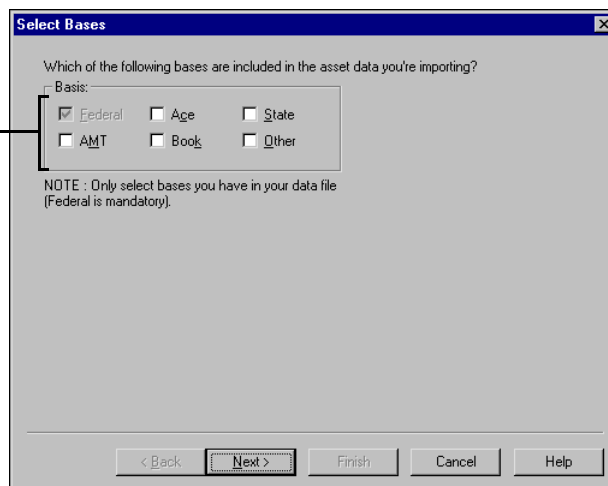 Select Bases
Which of the following bases are included in the asset data you're importing?
Basis:
Federal Ace State
AMT Book Other
NOTE : Only select bases you have in your data file
(Federal is mandatory).
< Back Next > Finish Cancel Help